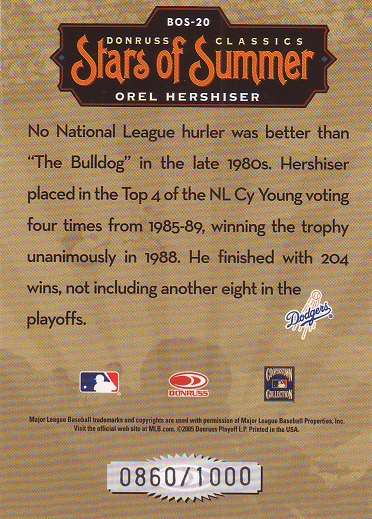 BOS-20
DONRUSS CLASSICS
Stars of Summer
OREL HERSHISER
No National League hurler was better than
"The Bulldog" in the late 1980s. Hershiser
placed in the Top 4 of the NL Cy Young voting
four times from 1985-89, winning the trophy
unanimously in 1988. He finished with 204
wins, not including another eight in the
playoffs.
Dodgers
DONRUSS
COOPERSTOWN
COLLECTION
Major League Baseball trademarks and copyrights are used with permission of Major League Baseball Properties, Inc.
Visit the official web site at MLB.com. ©2005 Donruss Playoff L.P. Printed in the USA.
0860/1000